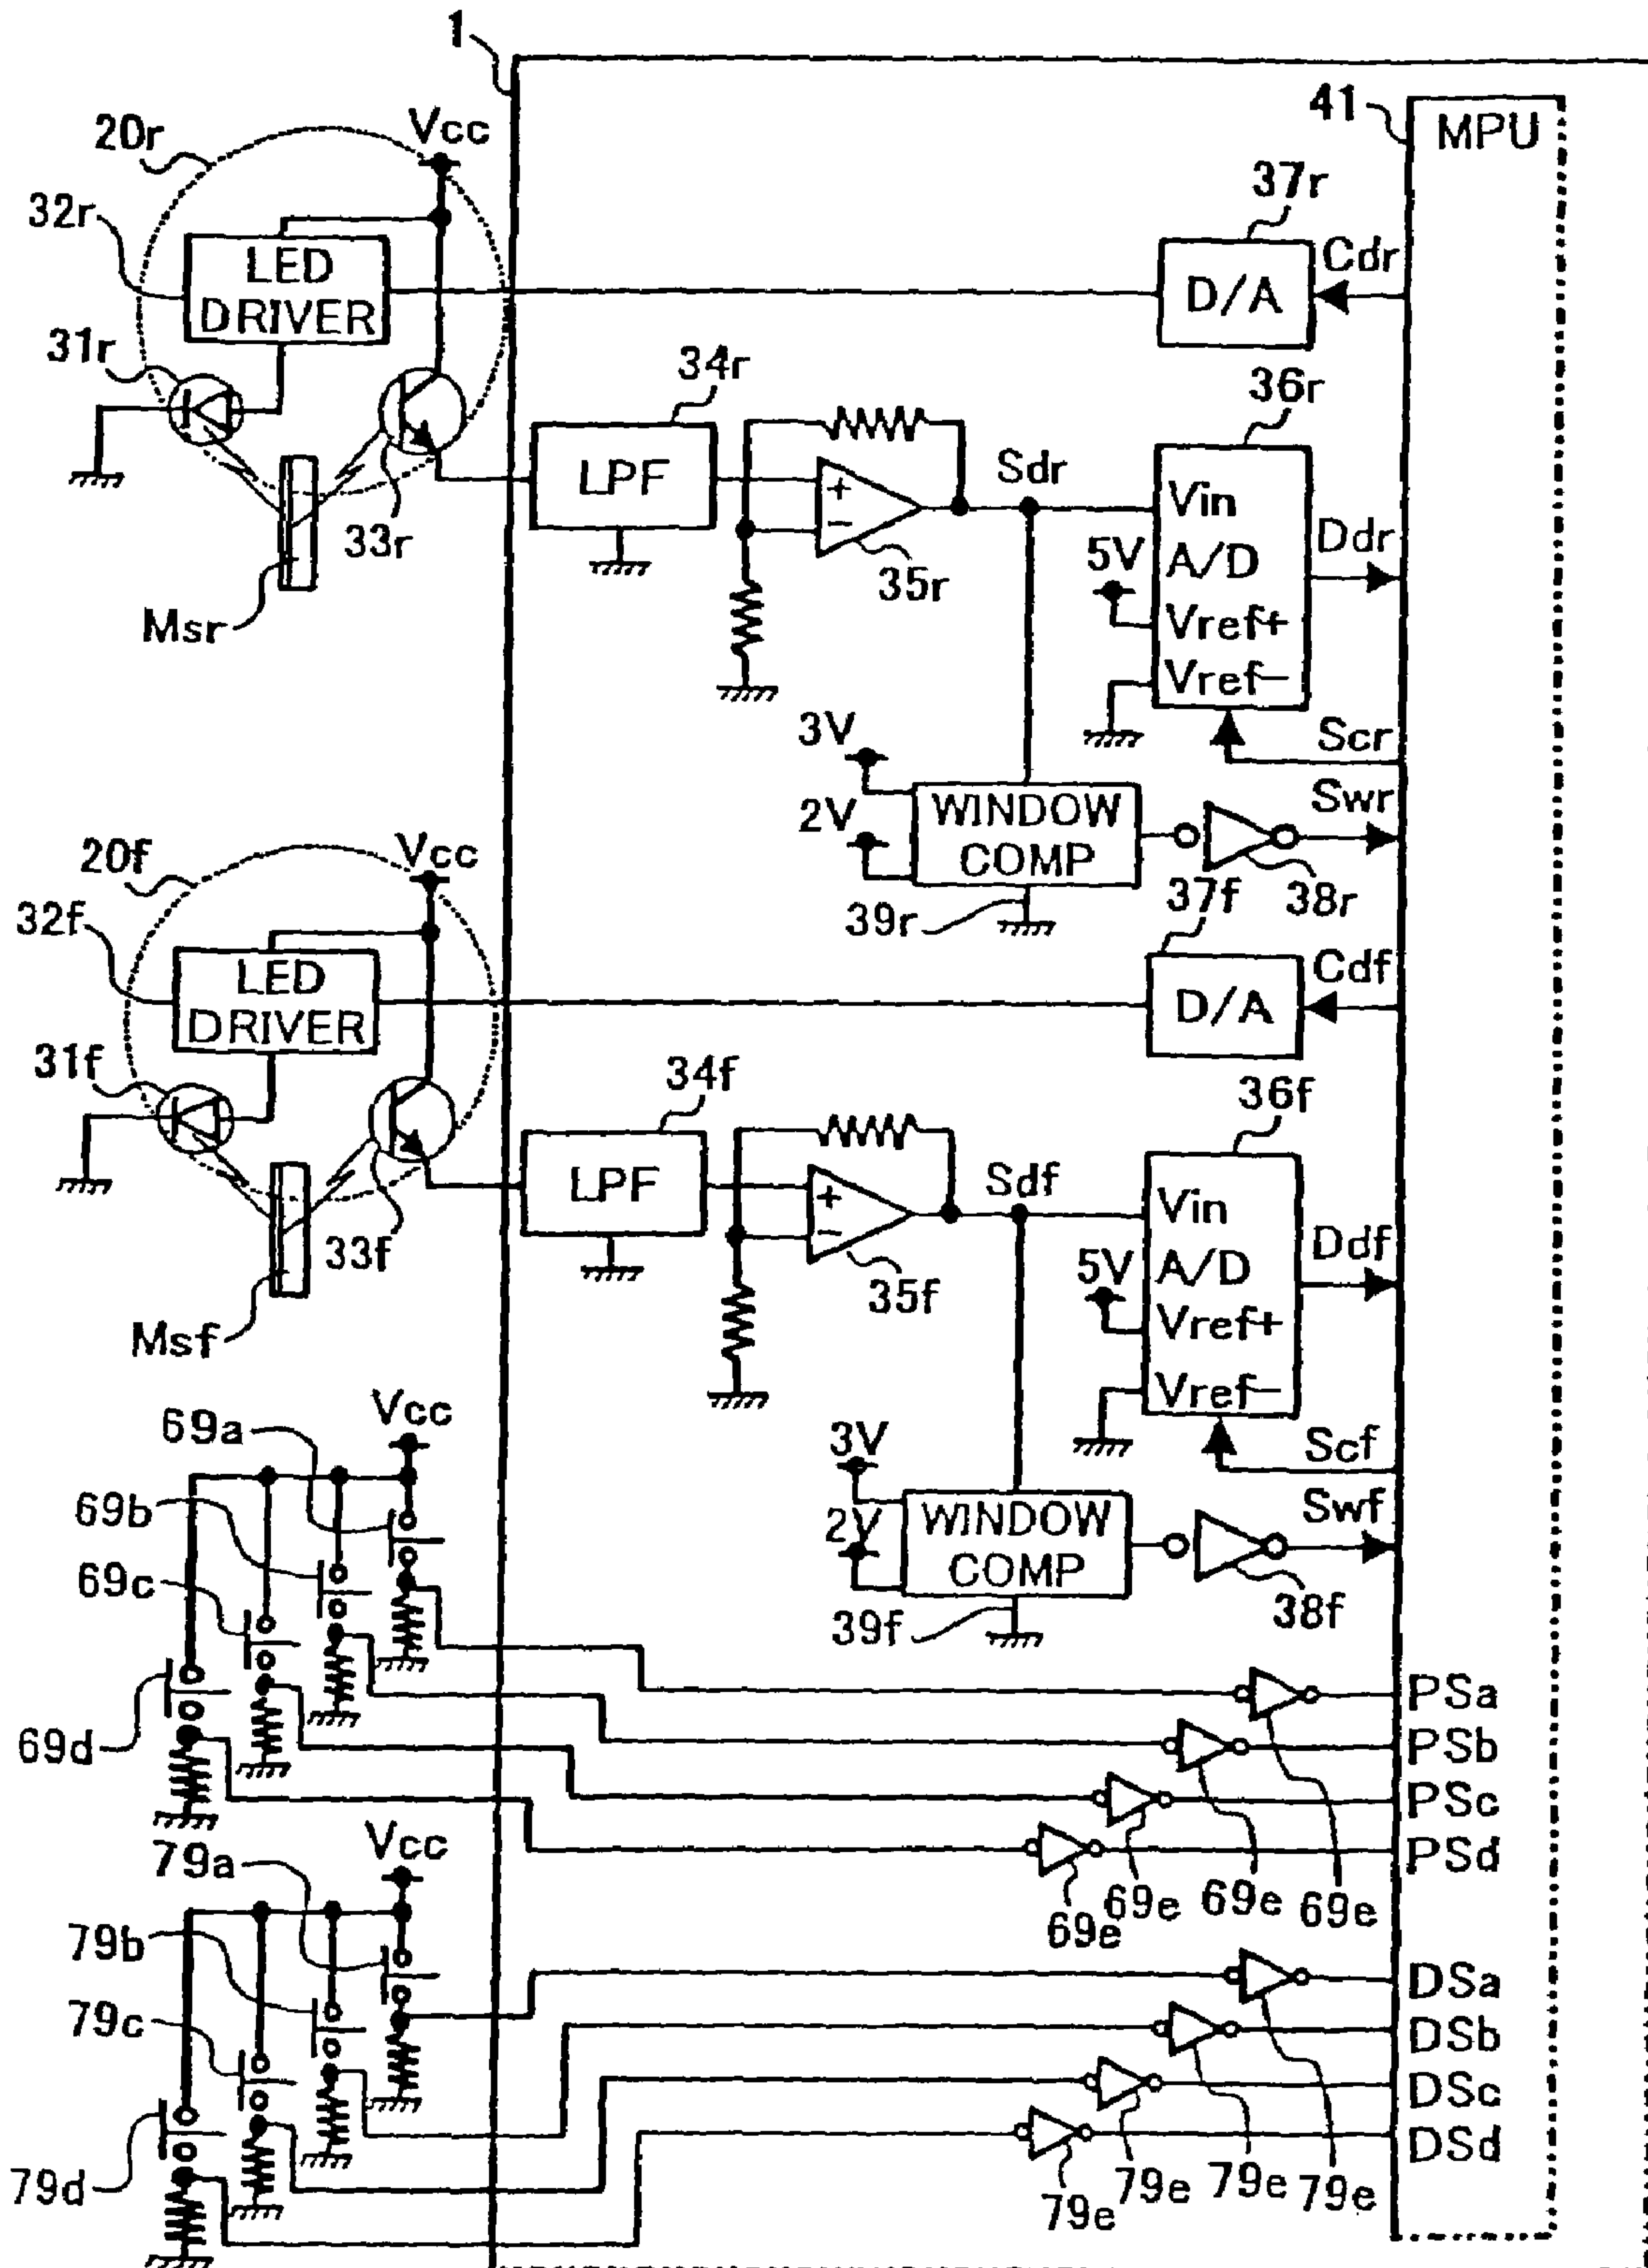 1
41
MPU
20r
Vcc
37r
32r
LED
DRIVER
D/A
Cdr
31r
34r
36r
LPF
+
−
Sdr
Vin
A/D
Vref+
Vref−
5V
Ddr
33r
35r
Msr
Scr
3V
2V
WINDOW
COMP
Swr
39r
38r
20f
Vcc
37f
32f
LED
DRIVER
D/A
Cdf
31f
34f
36f
LPF
+
−
Sdf
Vin
A/D
Vref+
Vref−
5V
Ddf
33f
35f
Msf
Scf
3V
2V
WINDOW
COMP
Swf
39f
38f
Vcc
69a
69b
69c
69d
PSa
PSb
PSc
PSd
69e
69e
69e
69e
Vcc
79a
79b
79c
79d
DSa
DSb
DSc
DSd
79e
79e
79e
79e